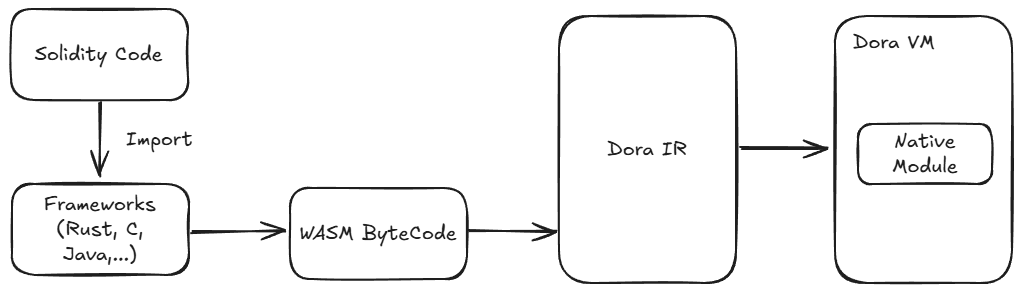 Solidity Code
Import
Frameworks
(Rust, C,
Java,...)
WASM ByteCode
Dora IR
Dora VM
Native
Module